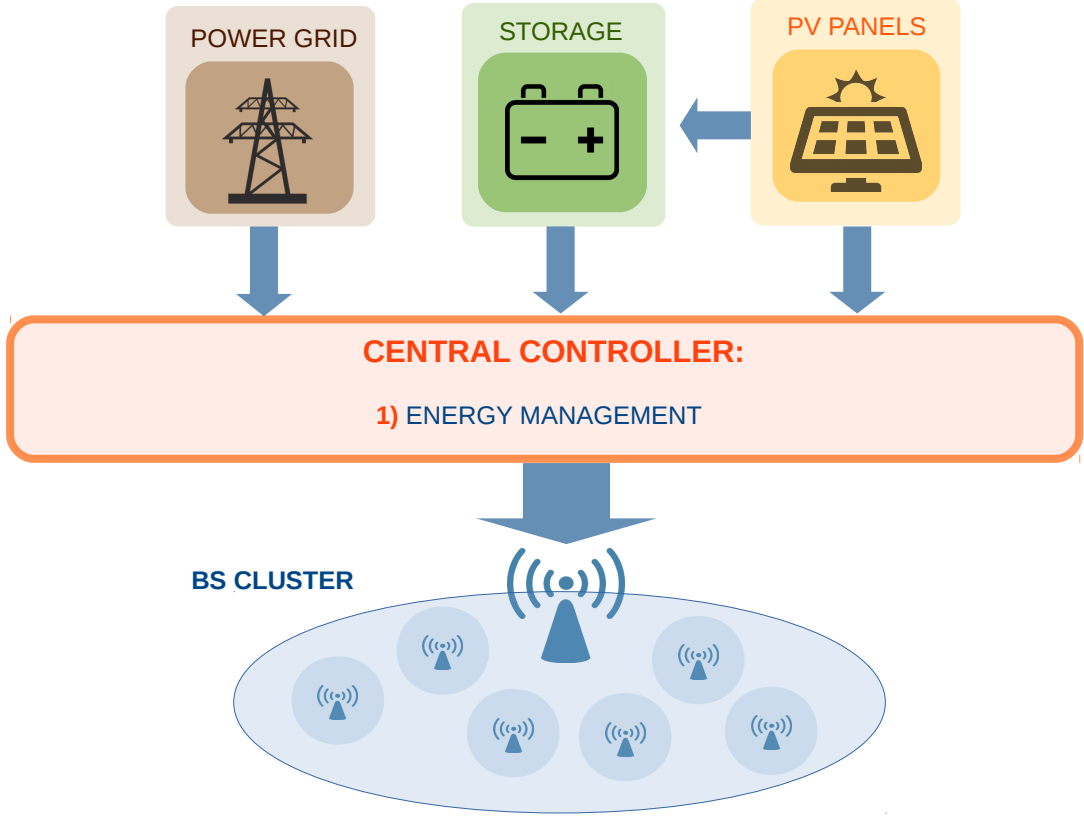 POWER GRID
STORAGE
PV PANELS
CENTRAL CONTROLLER:
1) ENERGY MANAGEMENT
BS CLUSTER